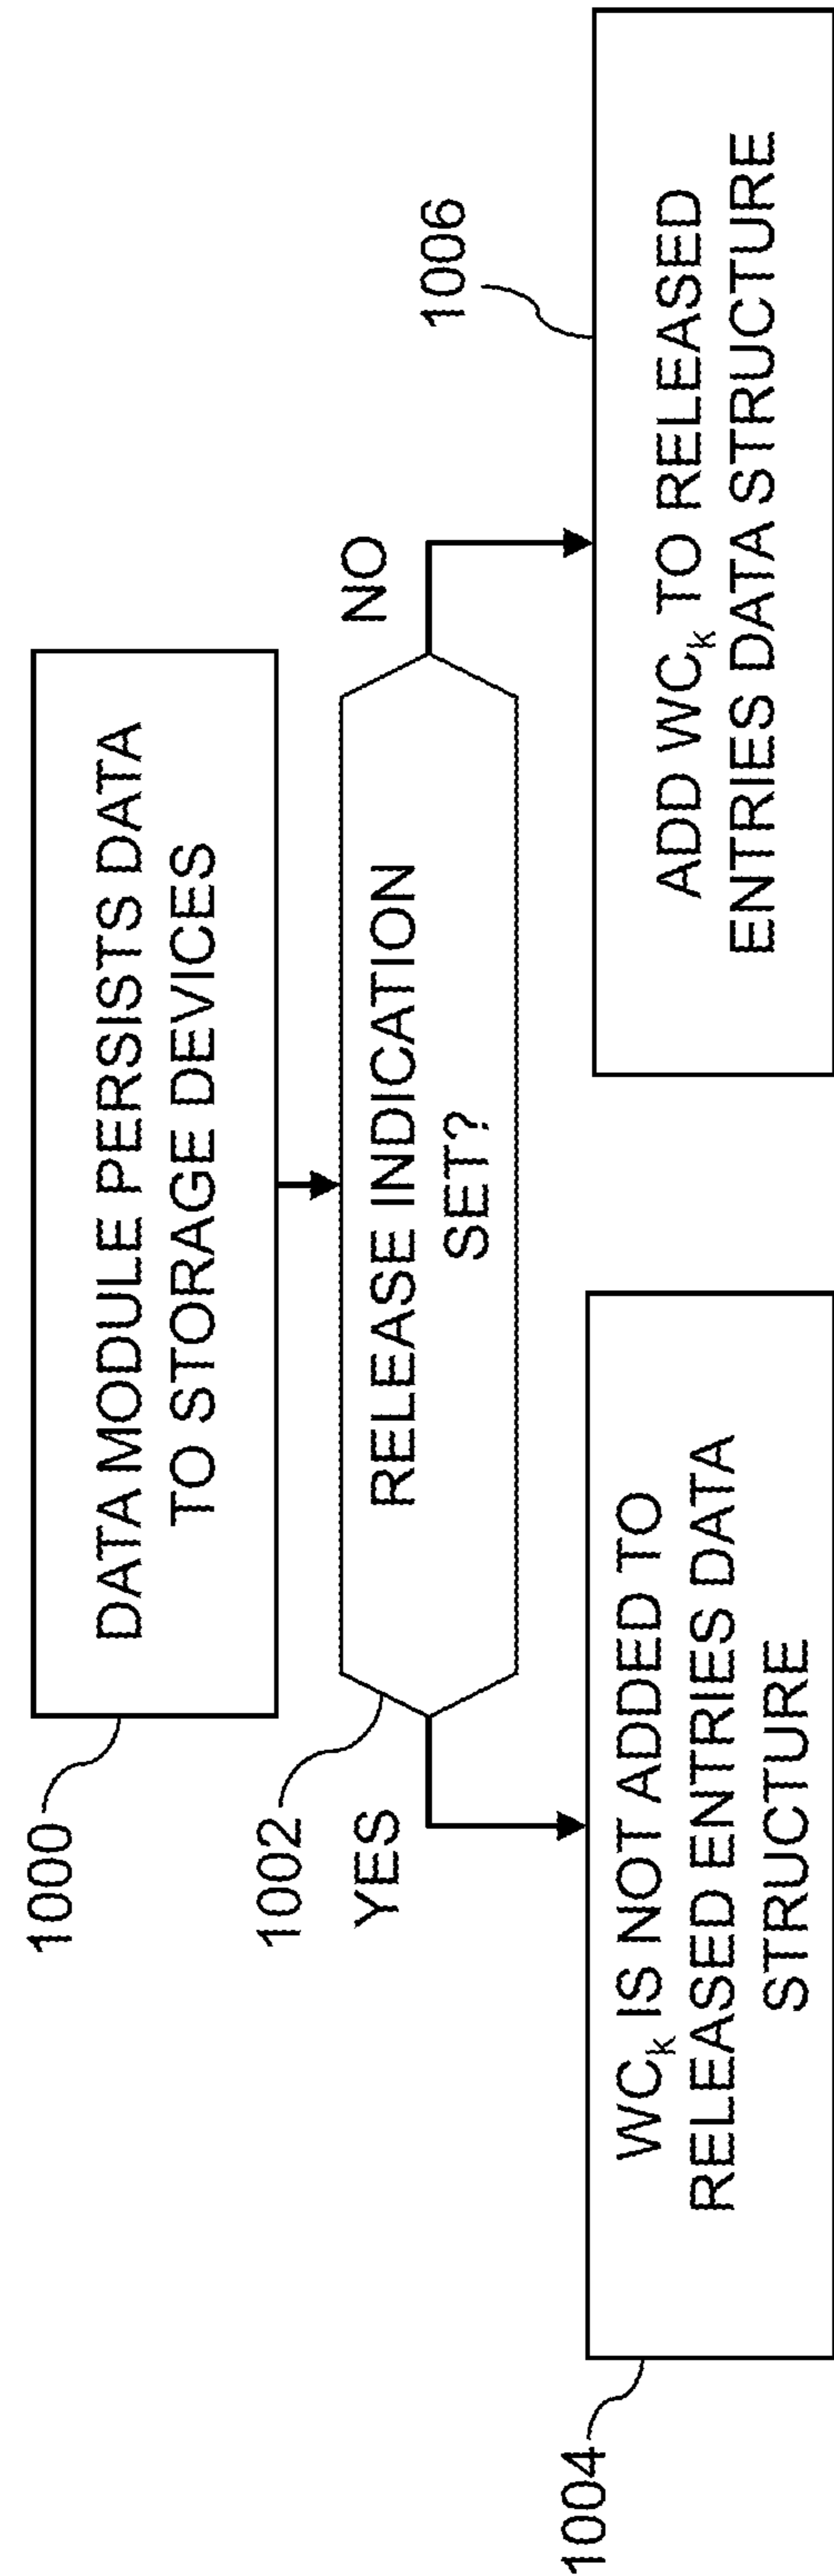 1000
DATA MODULE PERSISTS DATA
TO STORAGE DEVICES
1002
RELEASE INDICATION
SET?
YES
NO
1004
WCk IS NOT ADDED TO
RELEASED ENTRIES DATA
STRUCTURE
1006
ADD WCk TO RELEASED
ENTRIES DATA STRUCTURE